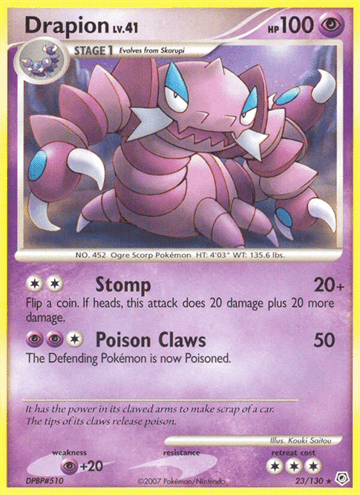 Drapion LV.41 HP 100
STAGE 1 Evolves from Skorupi
NO. 452 Ogre Scorp Pokémon HT: 4'03" WT: 135.6 lbs.
Stomp 20+
Flip a coin. If heads, this attack does 20 damage plus 20 more
damage.
Poison Claws 50
The Defending Pokémon is now Poisoned.
It has the power in its clawed arms to make scrap of a car.
The tips of its claws release poison.
Illus. Kouki Saitou
weakness resistance retreat cost
+20
DPBP#510 ©2007 Pokémon/Nintendo 23/130 ★